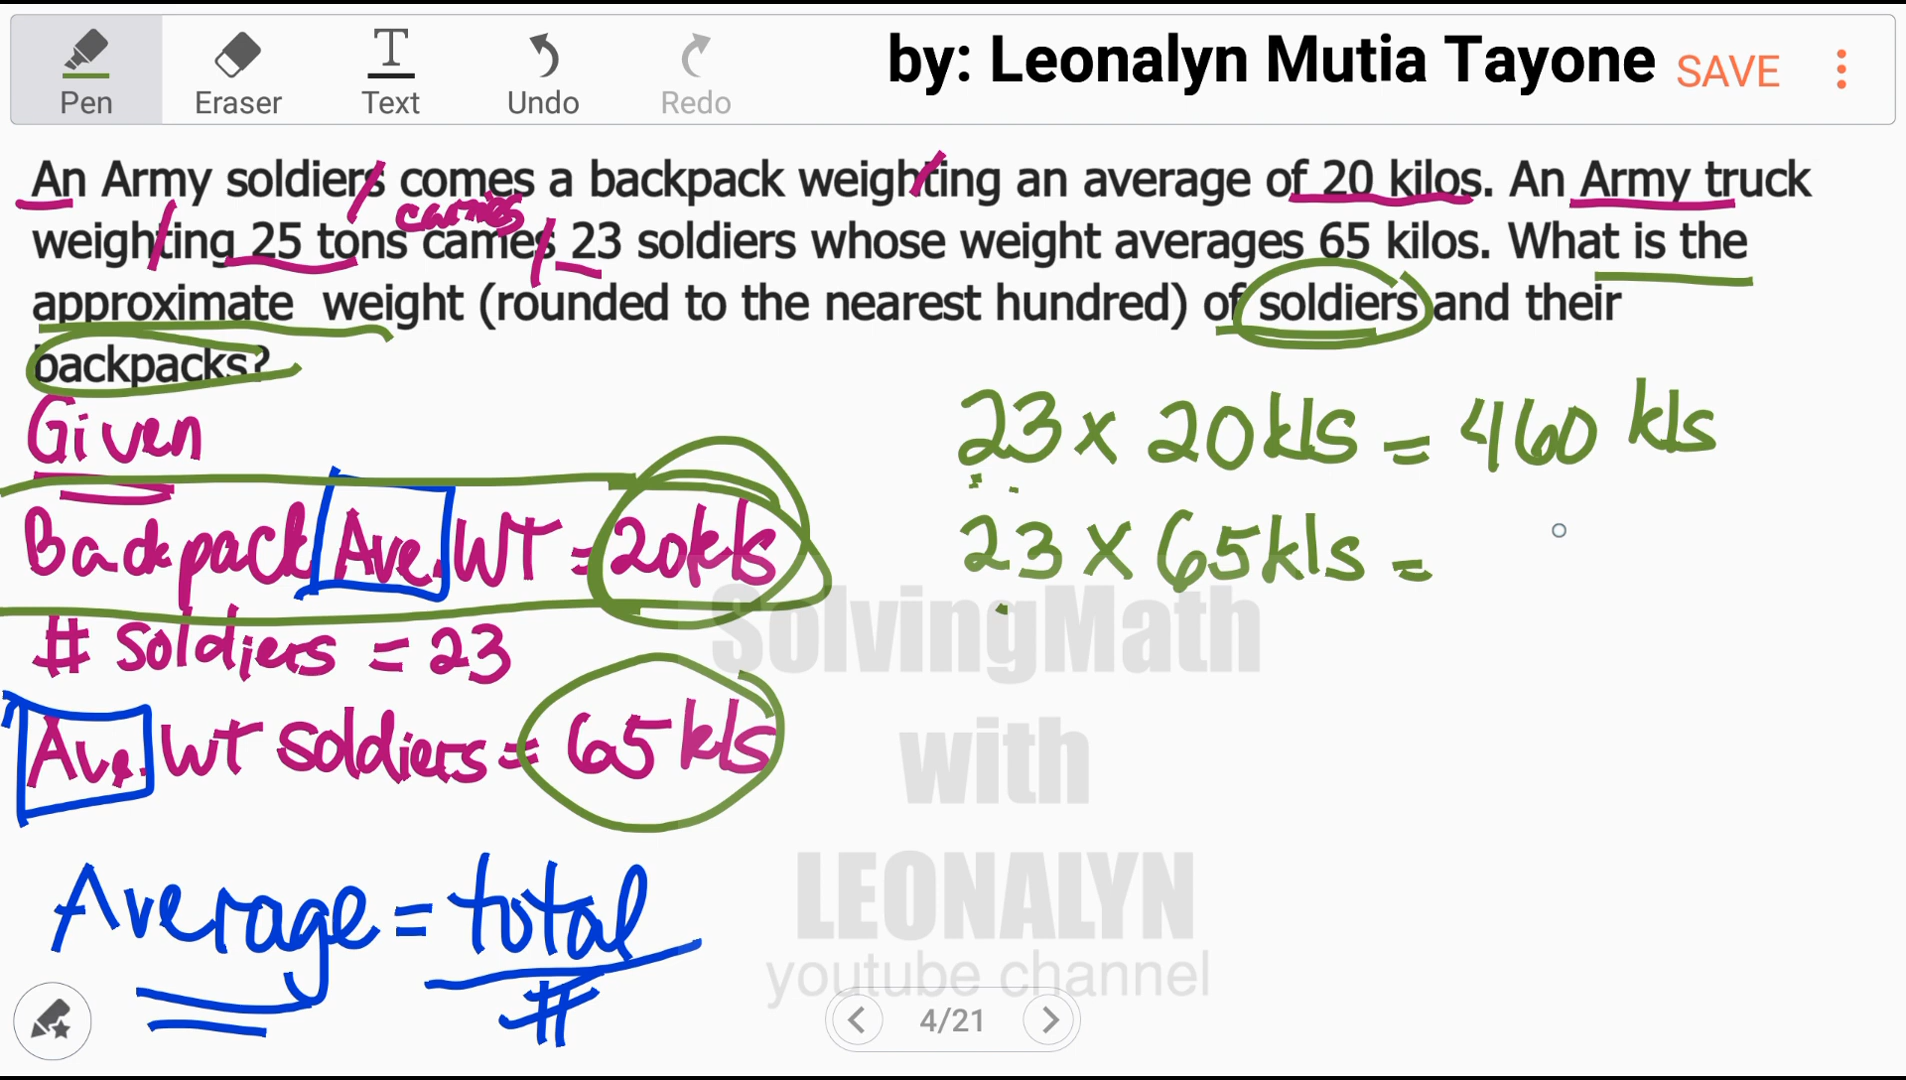 Pen
Eraser
Text
Undo
Redo
by: Leonalyn Mutia Tayone
SAVE
An Army soldiers comes a backpack weighting an average of 20 kilos. An Army truck
carries
weighting 25 tons cames 23 soldiers whose weight averages 65 kilos. What is the
approximate weight (rounded to the nearest hundred) of soldiers and their
backpacks?
Given
Backpack Ave. WT = 20kls
# soldiers = 23
Ave. WT soldiers = 65 kls
Average = total
#
23 x 20kls = 460 kls
23 x 65kls =
SolvingMath
with
LEONALYN
youtube channel
4/21